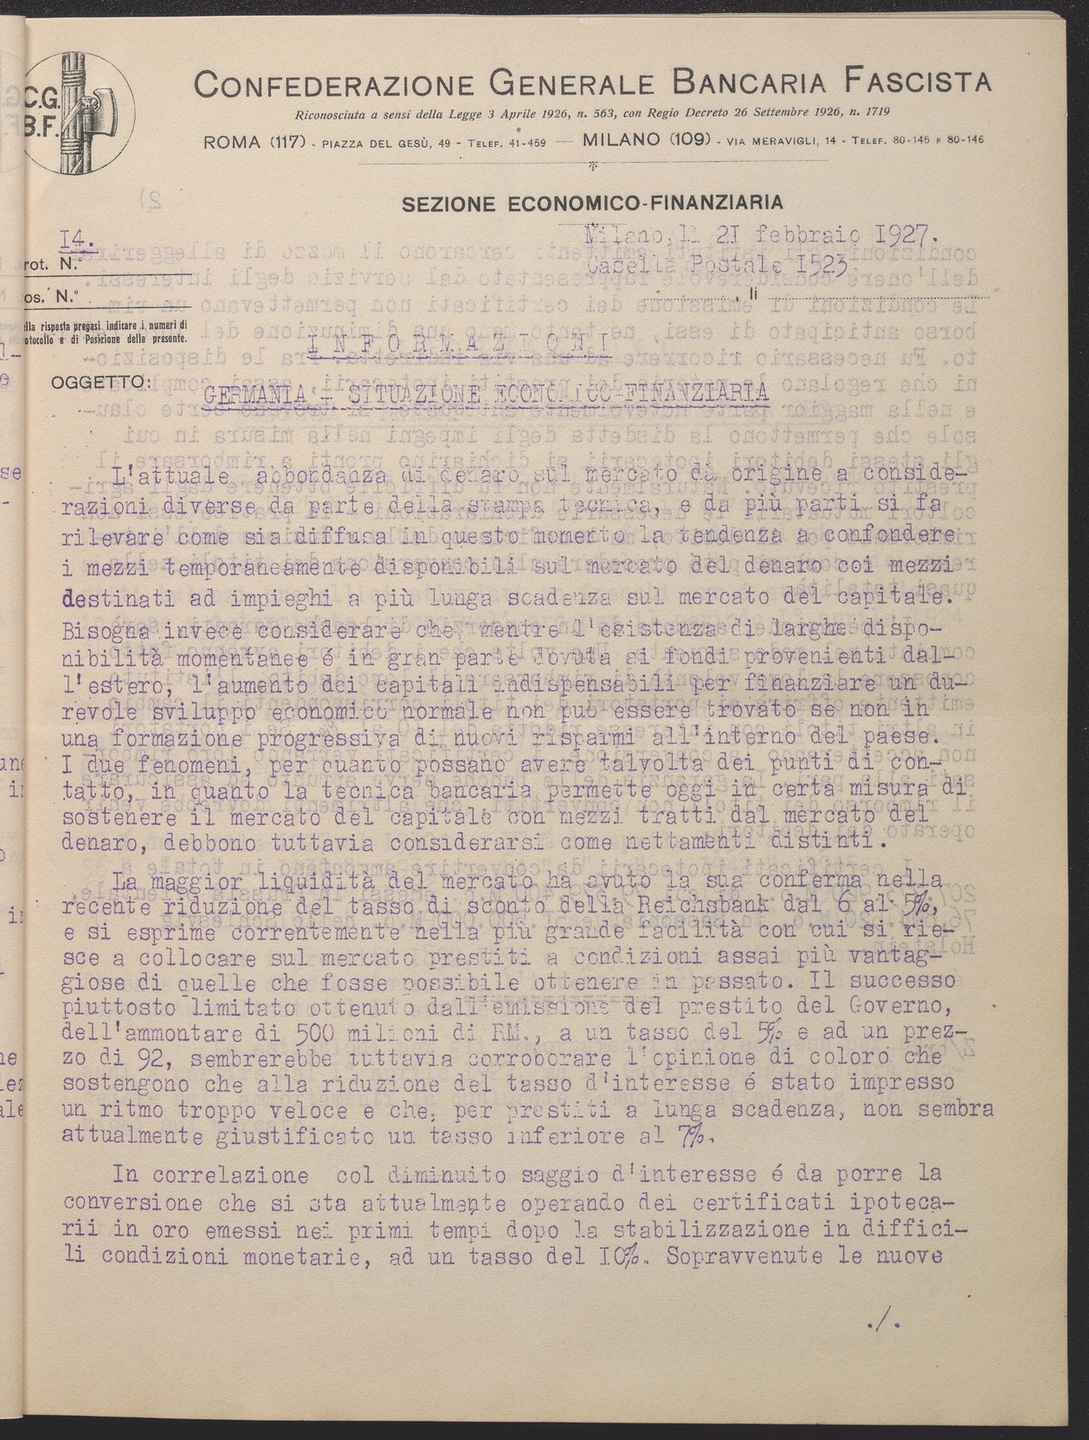 C.G.
B.F.
CONFEDERAZIONE GENERALE BANCARIA FASCISTA
Riconosciuta a sensi della Legge 3 Aprile 1926, n. 563, con Regio Decreto 26 Settembre 1926, n. 1719
ROMA (117) - PIAZZA DEL GESÙ, 49 - TELEF. 41-459 — MILANO (109) - VIA MERAVIGLI, 14 - TELEF. 80-145 E 80-146
SEZIONE ECONOMICO-FINANZIARIA
I4.
Milano, lì 2I febbraio I927.
rot. N.°
Casella Postale I523
os. N.°
, lì
lla risposta pregasi indicare i numeri di
otocollo e di Posizione della presente.
I N F O R M A Z I O N I
OGGETTO:
GERMANIA - SITUAZIONE ECONOMICO-FINANZIARIA
L'attuale abbondanza di denaro sul mercato dà origine a conside-
razioni diverse da parte della stampa tecnica, e da più parti si fa
rilevare come sia diffusa in questo momento la tendenza a confondere
i mezzi temporaneamente disponibili sul mercato del denaro coi mezzi
destinati ad impieghi a più lunga scadenza sul mercato del capitale.
Bisogna invece considerare che, mentre l'esistenza di larghe dispo-
nibilità momentanee é in gran parte dovuta ai fondi provenienti dal-
l'estero, l'aumento dei capitali indispensabili per finanziare un du-
revole sviluppo economico normale non può essere trovato se non in
una formazione progressiva di nuovi risparmi all'interno del paese.
I due fenomeni, per quanto possano avere talvolta dei punti di con-
tatto, in quanto la tecnica bancaria permette oggi in certa misura di
sostenere il mercato del capitale con mezzi tratti dal mercato del
denaro, debbono tuttavia considerarsi come nettamenti distinti.
La maggior liquidità del mercato ha avuto la sua conferma nella
recente riduzione del tasso di sconto della Reichsbank dal 6 al 5%,
e si esprime correntemente nella più grande facilità con cui si rie-
sce a collocare sul mercato prestiti a condizioni assai più vantag-
giose di quelle che fosse possibile ottenere in passato. Il successo
piuttosto limitato ottenuto dall'emissione del prestito del Governo,
dell'ammontare di 500 milioni di RM., a un tasso del 5% e ad un prez-
zo di 92, sembrerebbe tuttavia corroborare l'opinione di coloro che
sostengono che alla riduzione del tasso d'interesse é stato impresso
un ritmo troppo veloce e che, per prestiti a lunga scadenza, non sembra
attualmente giustificato un tasso inferiore al 7%.
In correlazione col diminuito saggio d'interesse é da porre la
conversione che si sta attualmente operando dei certificati ipoteca-
rii in oro emessi nei primi tempi dopo la stabilizzazione in diffici-
li condizioni monetarie, ad un tasso del I0%. Sopravvenute le nuove
./.